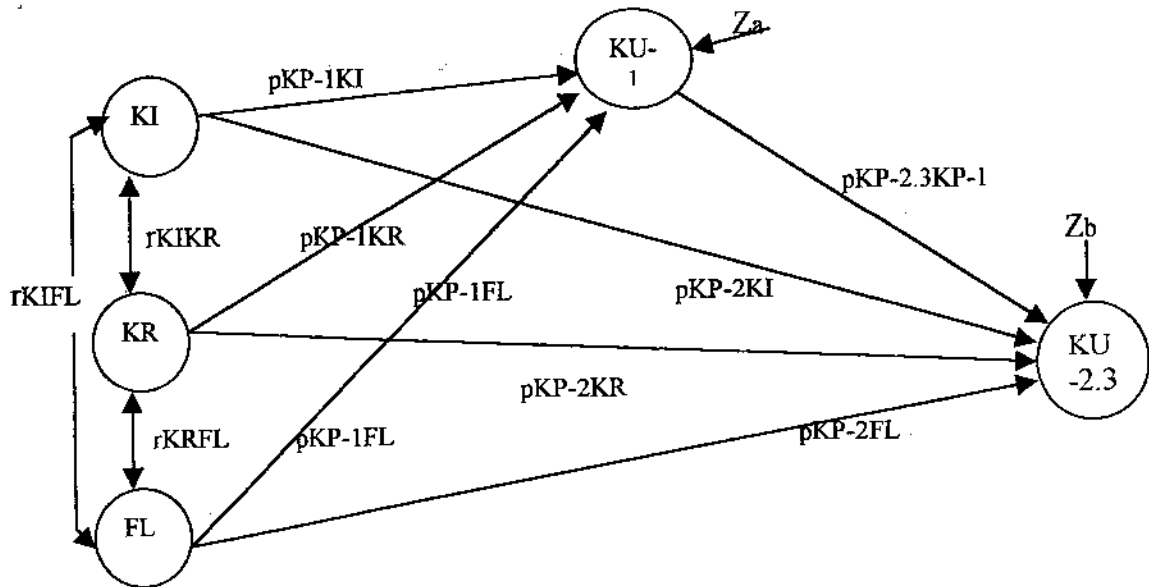 Za
KU-
1
pKP-1KI
KI
pKP-2.3KP-1
rKIKR
pKP-1KR
Zb
rKIFL
pKP-1FL
pKP-2KI
KR
KU
-2.3
pKP-2KR
rKRFL
pKP-1FL
pKP-2FL
FL